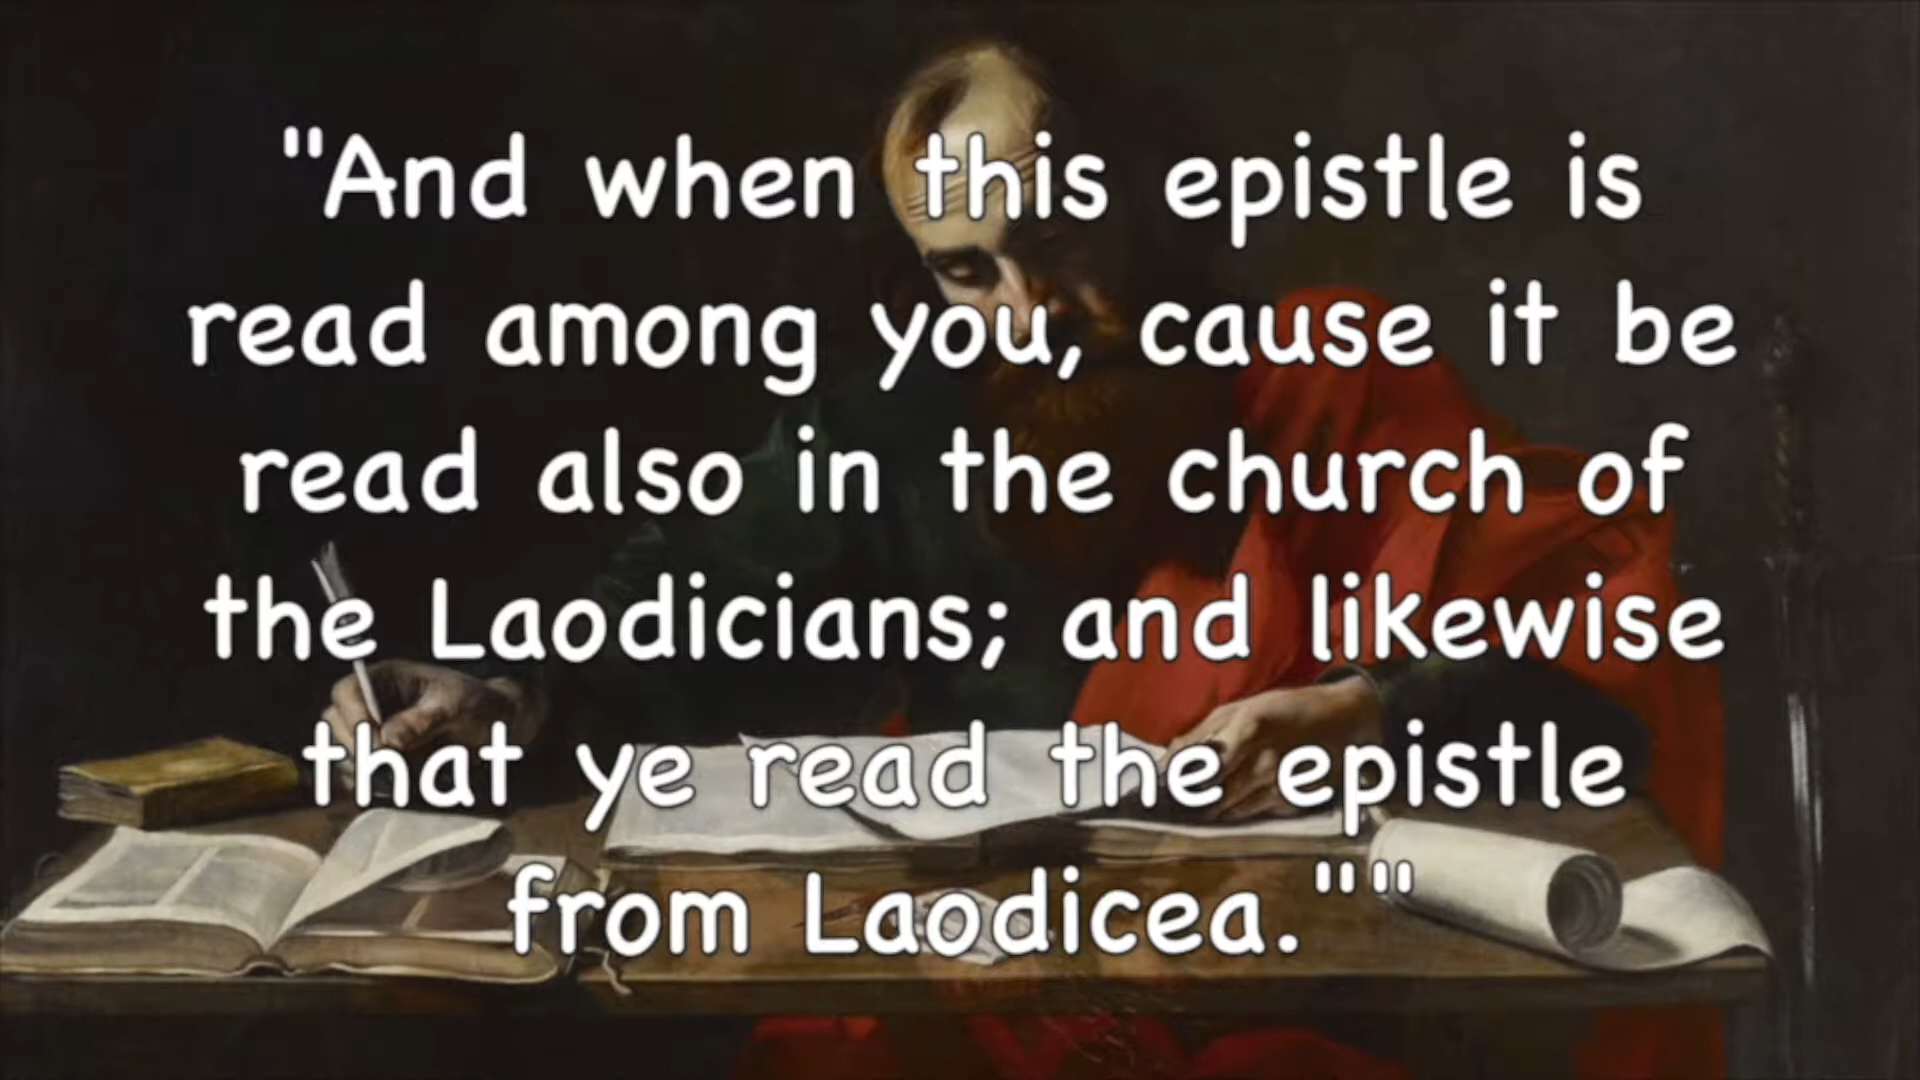 "And when this epistle is
read among you, cause it be
read also in the church of
the Laodicians; and likewise
that ye read the epistle
from Laodicea.""